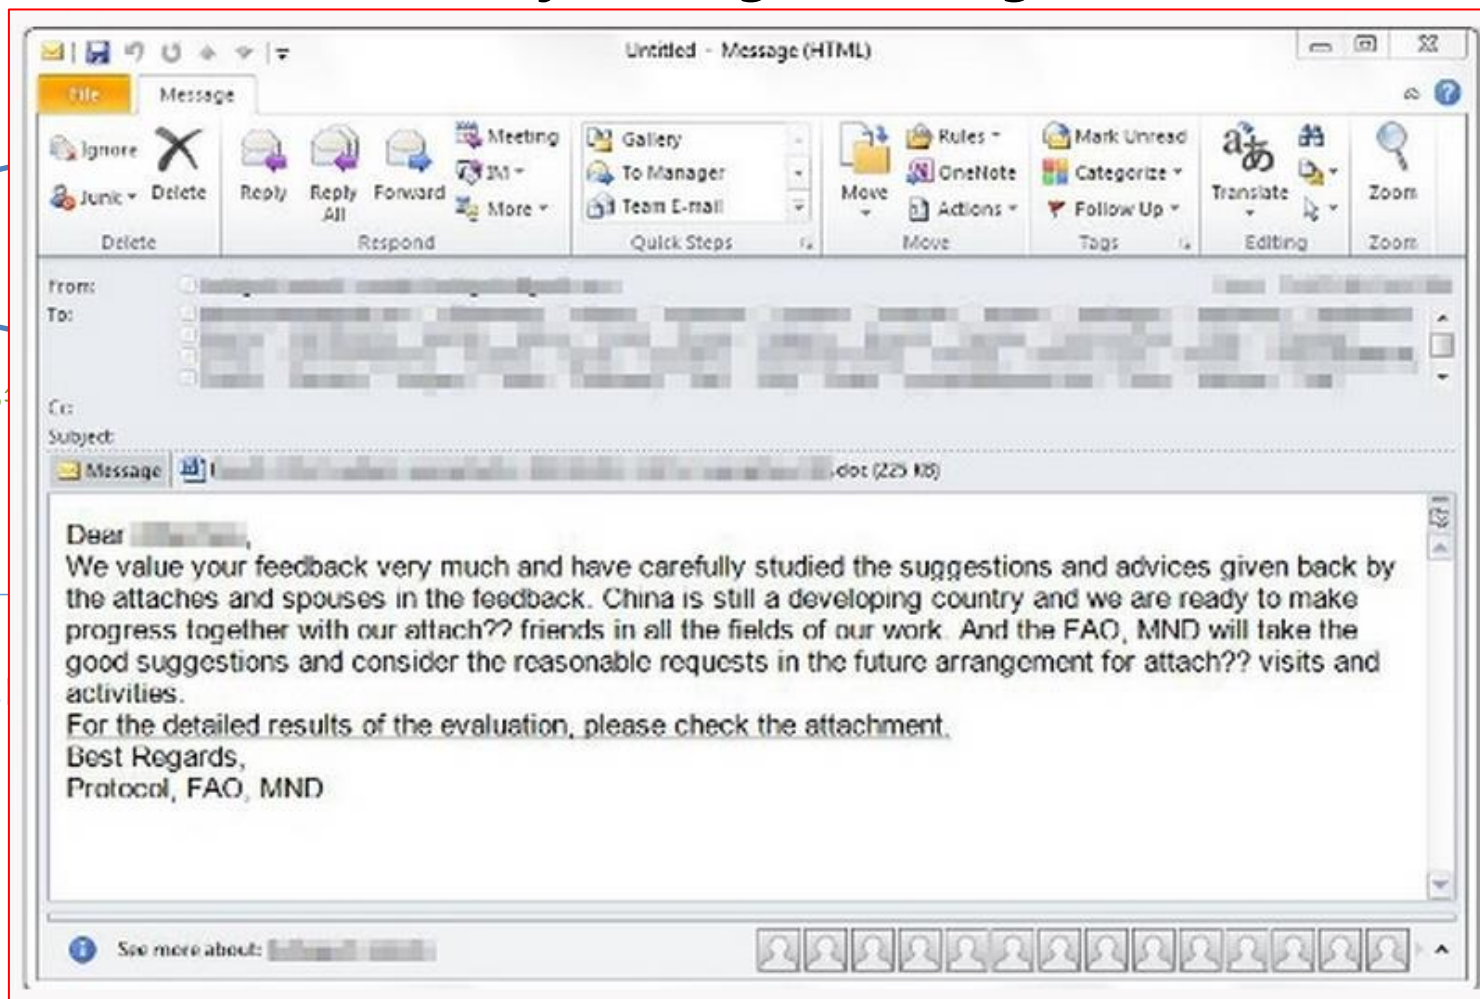 Untitled - Message (HTML)
File Message
Ignore
Junk
Delete
Reply
Reply All
Forward
Meeting
IM
More
Gallery
To Manager
Team E-mail
Move
Rules
OneNote
Actions
Mark Unread
Categorize
Follow Up
Translate
Zoom
Delete Respond Quick Steps Move Tags Editing Zoom
From:
To:
Cc:
Subject:
Message .doc (225 KB)
Dear ,
We value your feedback very much and have carefully studied the suggestions and advices given back by
the attaches and spouses in the feedback. China is still a developing country and we are ready to make
progress together with our attach?? friends in all the fields of our work. And the FAO, MND will take the
good suggestions and consider the reasonable requests in the future arrangement for attach?? visits and
activities.
For the detailed results of the evaluation, please check the attachment.
Best Regards,
Protocol, FAO, MND
See more about: